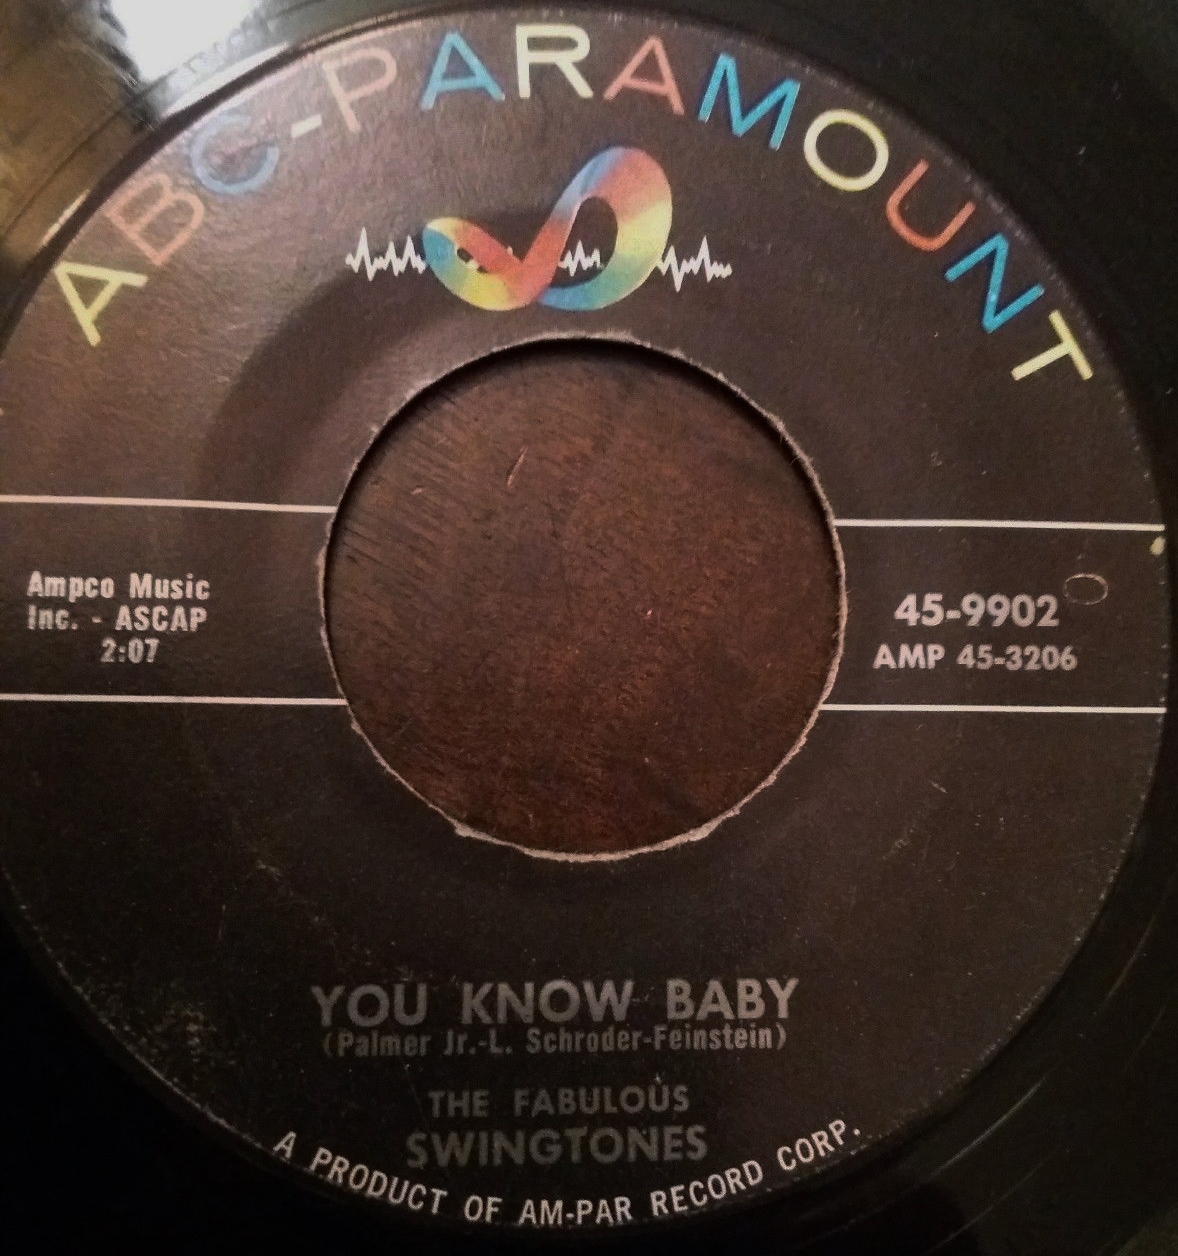 ABC-PARAMOUNT
Ampco Music
Inc. - ASCAP
2:07
45-9902
AMP 45-3206
YOU KNOW BABY
(Palmer Jr.-L. Schroder-Feinstein)
THE FABULOUS
SWINGTONES
A PRODUCT OF AM-PAR RECORD CORP.